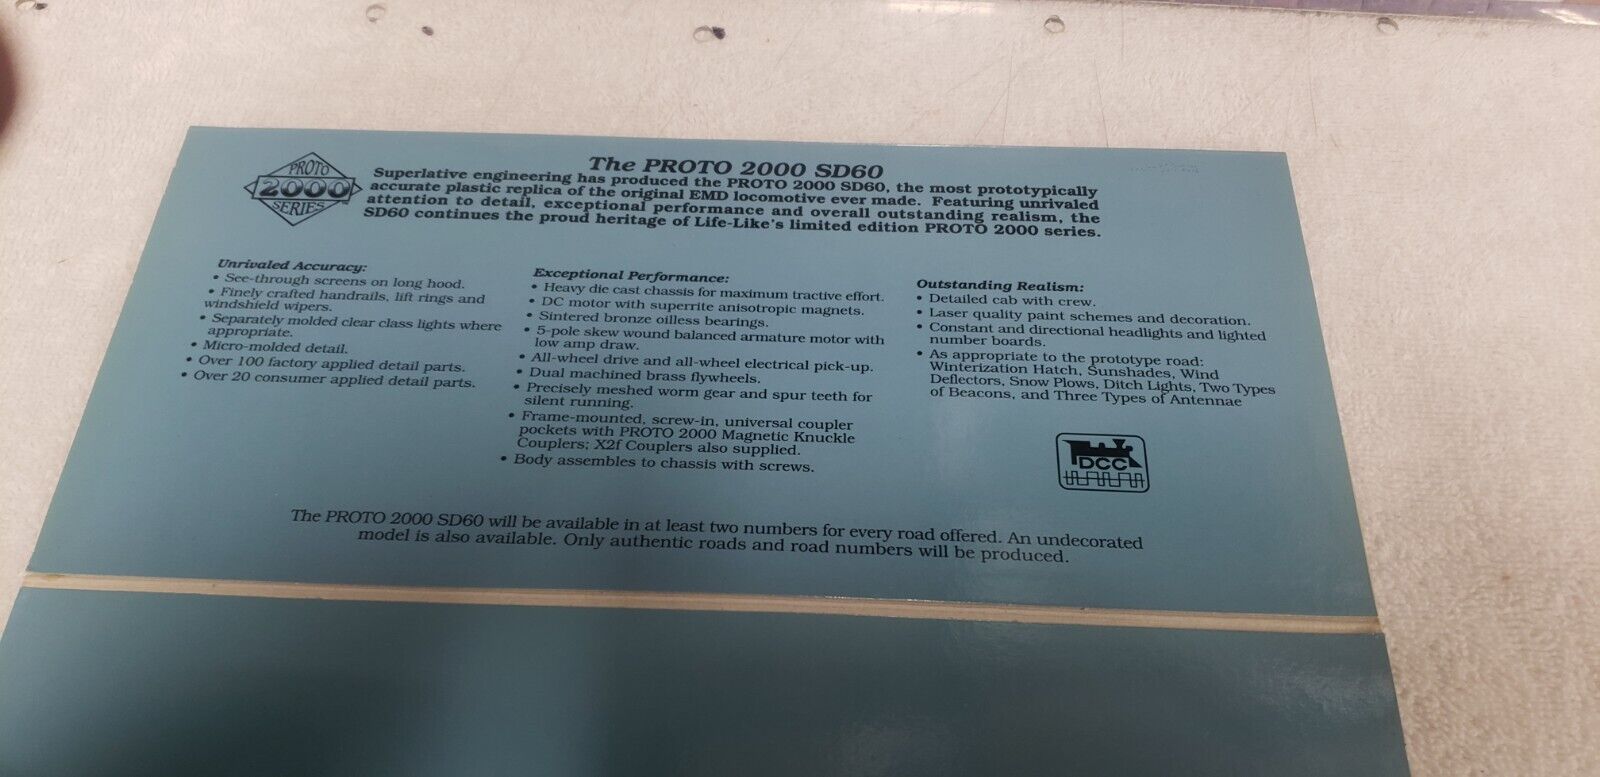 PROTO
2000
SERIES
The PROTO 2000 SD60
Superlative engineering has produced the PROTO 2000 SD60, the most prototypically
accurate plastic replica of the original EMD locomotive ever made. Featuring unrivaled
attention to detail, exceptional performance and overall outstanding realism, the
SD60 continues the proud heritage of Life-Like's limited edition PROTO 2000 series.
Unrivaled Accuracy:
• See-through screens on long hood.
• Finely crafted handrails, lift rings and
windshield wipers.
• Separately molded clear class lights where
appropriate.
• Micro-molded detail.
• Over 100 factory applied detail parts.
• Over 20 consumer applied detail parts.
Exceptional Performance:
• Heavy die cast chassis for maximum tractive effort.
• DC motor with superrite anisotropic magnets.
• Sintered bronze oilless bearings.
• 5-pole skew wound balanced armature motor with
low amp draw.
• All-wheel drive and all-wheel electrical pick-up.
• Dual machined brass flywheels.
• Precisely meshed worm gear and spur teeth for
silent running.
• Frame-mounted, screw-in, universal coupler
pockets with PROTO 2000 Magnetic Knuckle
Couplers; X2f Couplers also supplied.
• Body assembles to chassis with screws.
Outstanding Realism:
• Detailed cab with crew.
• Laser quality paint schemes and decoration.
• Constant and directional headlights and lighted
number boards.
• As appropriate to the prototype road:
Winterization Hatch, Sunshades, Wind
Deflectors, Snow Plows, Ditch Lights, Two Types
of Beacons, and Three Types of Antennae
DCC
The PROTO 2000 SD60 will be available in at least two numbers for every road offered. An undecorated
model is also available. Only authentic roads and road numbers will be produced.